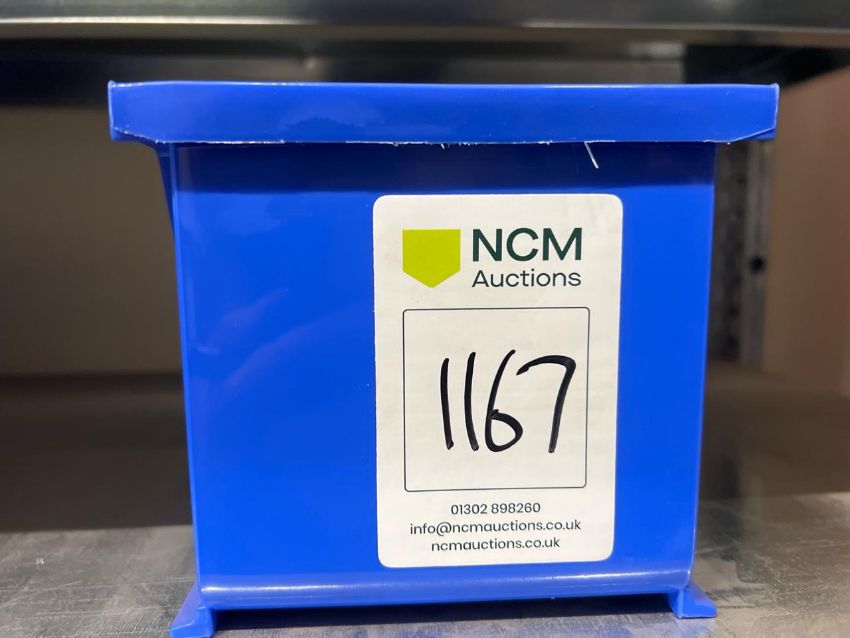 NCM
Auctions
1167
01302 898260
info@ncmauctions.co.uk
ncmauctions.co.uk